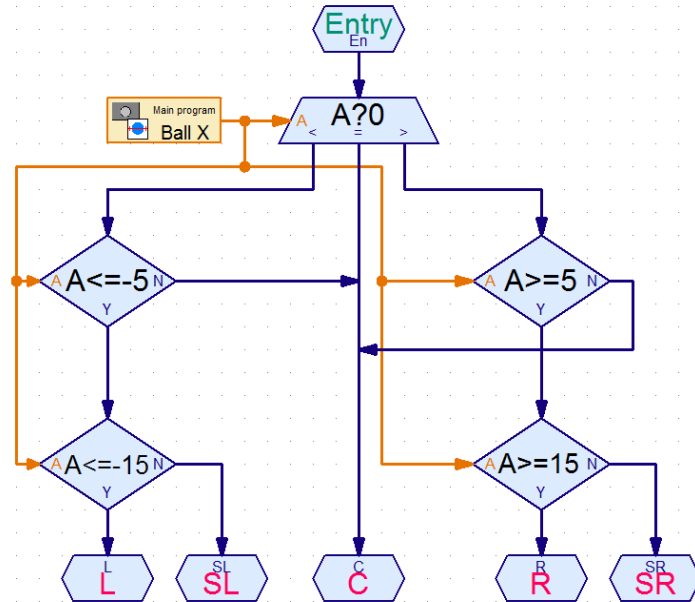 Entry
En
Main program
Ball X
A A?0
< = >
A A<=-5 N
Y
A A>=5 N
Y
A A<=-15 N
Y
A A>=15 N
Y
L
L
SL
SL
C
C
R
R
SR
SR